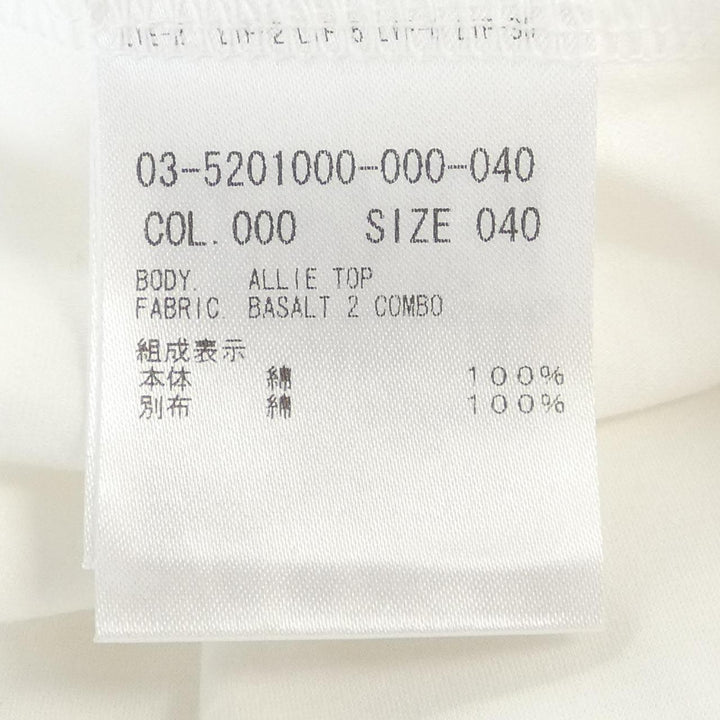 03-5201000-000-040
COL. 000 SIZE 040
BODY. ALLIE TOP
FABRIC. BASALT 2 COMBO
組成表示
本体 綿 100%
別布 綿 100%